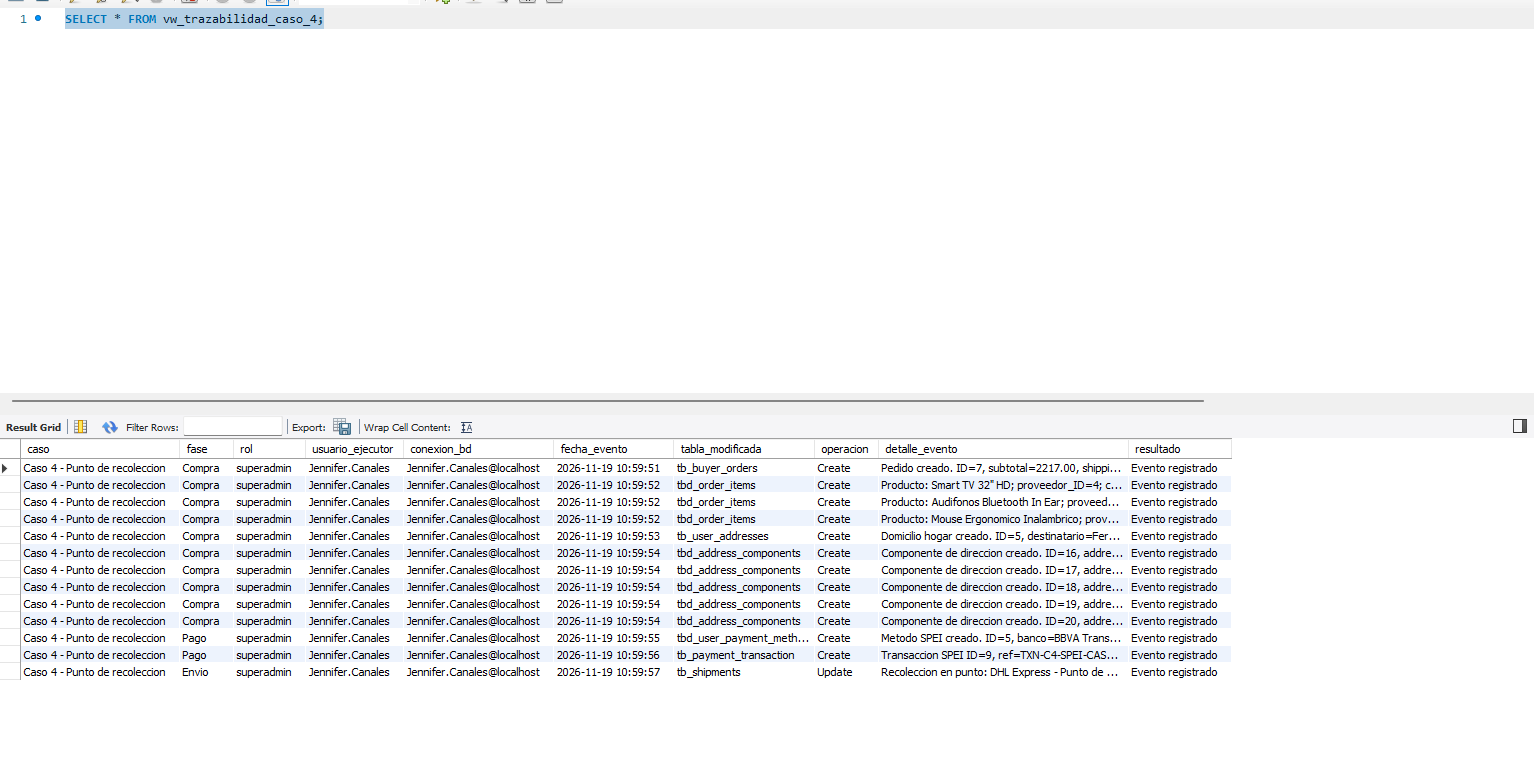 1 SELECT * FROM vw_trazabilidad_caso_4;
Result Grid Filter Rows: Export: Wrap Cell Content:
caso fase rol usuario_ejecutor conexion_bd fecha_evento tabla_modificada operacion detalle_evento resultado
Caso 4 - Punto de recoleccion Compra superadmin Jennifer.Canales Jennifer.Canales@localhost 2026-11-19 10:59:51 tb_buyer_orders Create Pedido creado. ID=7, subtotal=2217.00, shippi... Evento registrado
Caso 4 - Punto de recoleccion Compra superadmin Jennifer.Canales Jennifer.Canales@localhost 2026-11-19 10:59:52 tbd_order_items Create Producto: Smart TV 32" HD; proveedor_ID=4; c... Evento registrado
Caso 4 - Punto de recoleccion Compra superadmin Jennifer.Canales Jennifer.Canales@localhost 2026-11-19 10:59:52 tbd_order_items Create Producto: Audifonos Bluetooth In Ear; proveed... Evento registrado
Caso 4 - Punto de recoleccion Compra superadmin Jennifer.Canales Jennifer.Canales@localhost 2026-11-19 10:59:52 tbd_order_items Create Producto: Mouse Ergonomico Inalambrico; prov... Evento registrado
Caso 4 - Punto de recoleccion Compra superadmin Jennifer.Canales Jennifer.Canales@localhost 2026-11-19 10:59:53 tb_user_addresses Create Domicilio hogar creado. ID=5, destinatario=Fer... Evento registrado
Caso 4 - Punto de recoleccion Compra superadmin Jennifer.Canales Jennifer.Canales@localhost 2026-11-19 10:59:54 tbd_address_components Create Componente de direccion creado. ID=16, addre... Evento registrado
Caso 4 - Punto de recoleccion Compra superadmin Jennifer.Canales Jennifer.Canales@localhost 2026-11-19 10:59:54 tbd_address_components Create Componente de direccion creado. ID=17, addre... Evento registrado
Caso 4 - Punto de recoleccion Compra superadmin Jennifer.Canales Jennifer.Canales@localhost 2026-11-19 10:59:54 tbd_address_components Create Componente de direccion creado. ID=18, addre... Evento registrado
Caso 4 - Punto de recoleccion Compra superadmin Jennifer.Canales Jennifer.Canales@localhost 2026-11-19 10:59:54 tbd_address_components Create Componente de direccion creado. ID=19, addre... Evento registrado
Caso 4 - Punto de recoleccion Compra superadmin Jennifer.Canales Jennifer.Canales@localhost 2026-11-19 10:59:54 tbd_address_components Create Componente de direccion creado. ID=20, addre... Evento registrado
Caso 4 - Punto de recoleccion Pago superadmin Jennifer.Canales Jennifer.Canales@localhost 2026-11-19 10:59:55 tbd_user_payment_meth... Create Metodo SPEI creado. ID=5, banco=BBVA Trans... Evento registrado
Caso 4 - Punto de recoleccion Pago superadmin Jennifer.Canales Jennifer.Canales@localhost 2026-11-19 10:59:56 tb_payment_transaction Create Transaccion SPEI ID=9, ref=TXN-C4-SPEI-CAS... Evento registrado
Caso 4 - Punto de recoleccion Envio superadmin Jennifer.Canales Jennifer.Canales@localhost 2026-11-19 10:59:57 tb_shipments Update Recoleccion en punto: DHL Express - Punto de ... Evento registrado